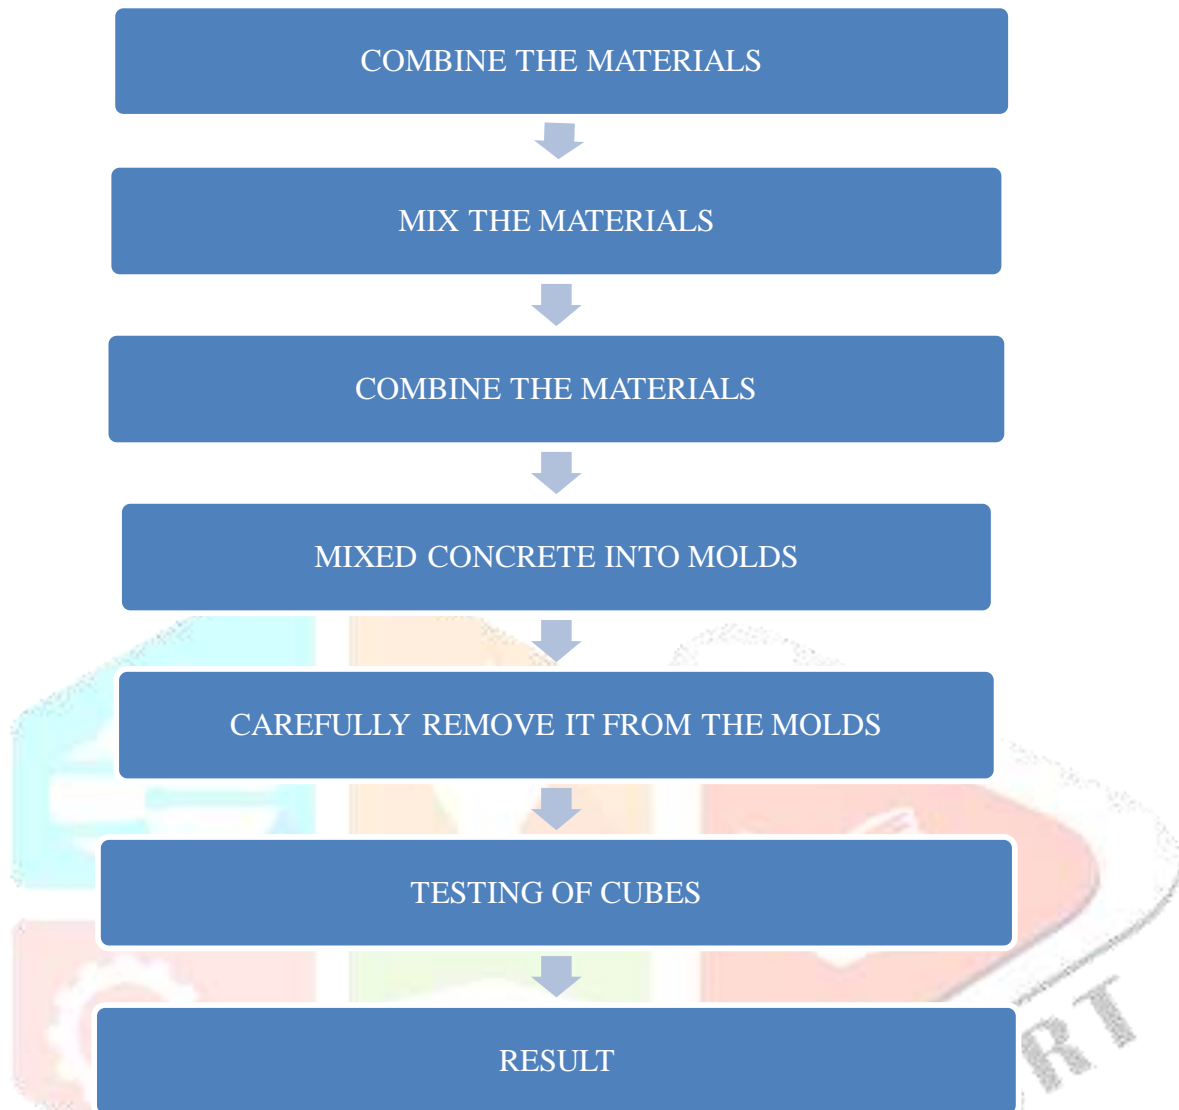 COMBINE THE MATERIALS
MIX THE MATERIALS
COMBINE THE MATERIALS
MIXED CONCRETE INTO MOLDS
CAREFULLY REMOVE IT FROM THE MOLDS
TESTING OF CUBES
RESULT
RT